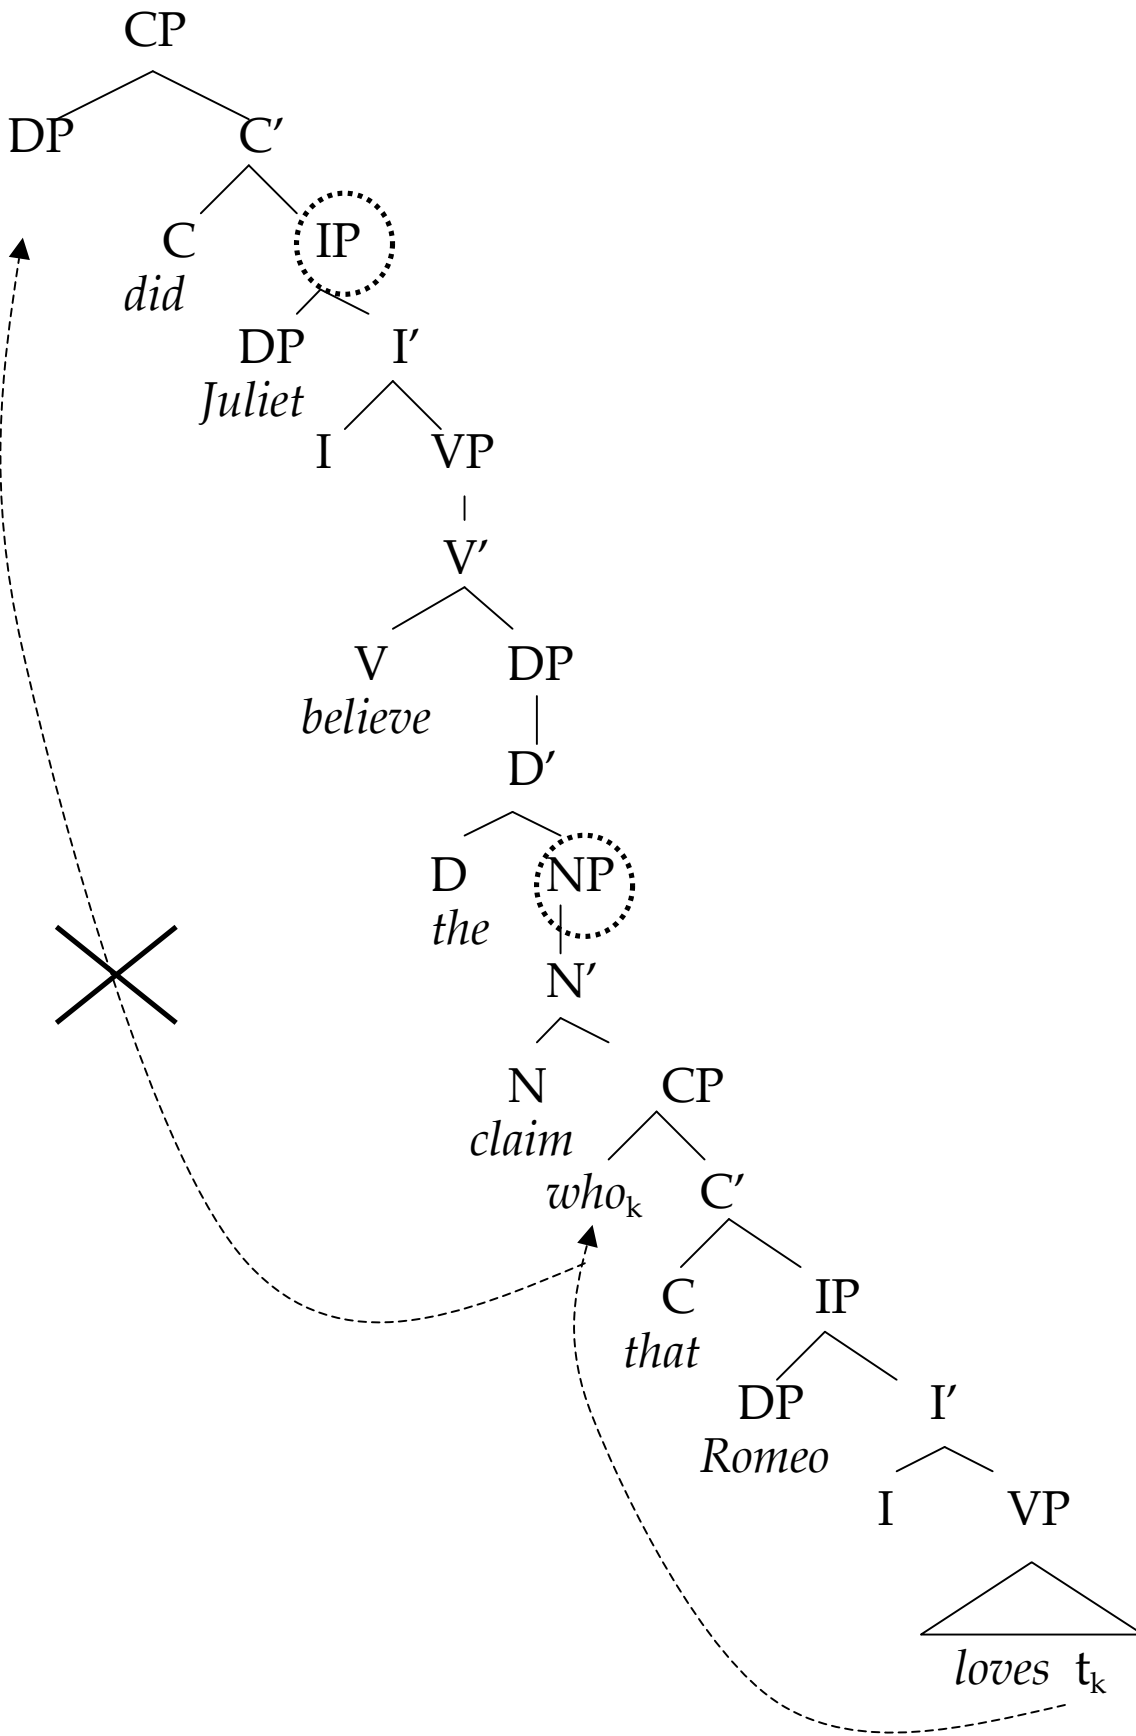 CP
DP C′
C IP
did
DP I′
Juliet
I VP
V′
V DP
believe
D′
D NP
the
N′
N CP
claim
whoₖ C′
C IP
that
DP I′
Romeo
I VP
loves tₖ